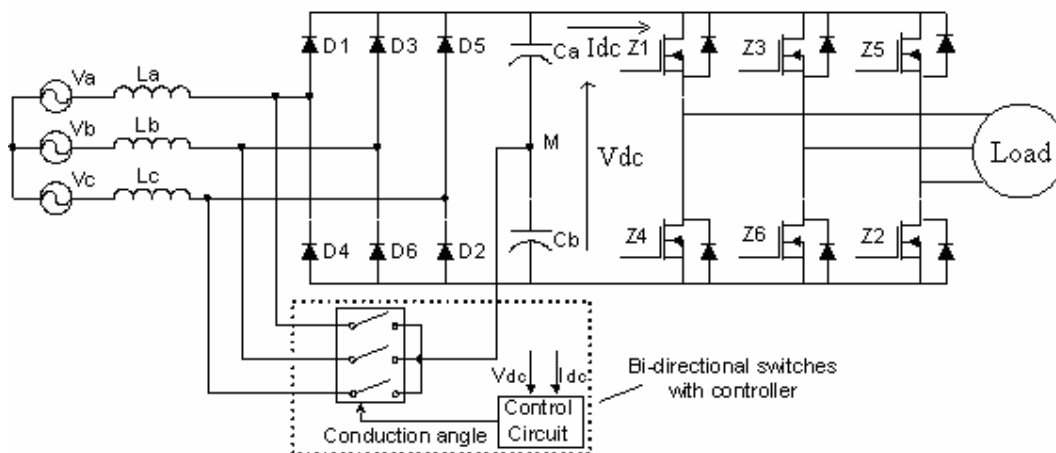 D1 D3 D5 Ca Idc Z1 Z3 Z5
Va La
Vb Lb
M Vdc Load
Vc Lc
D4 D6 D2 Cb Z4 Z6 Z2
Vdc Idc
Bi-directional switches
with controller
Control
Circuit
Conduction angle